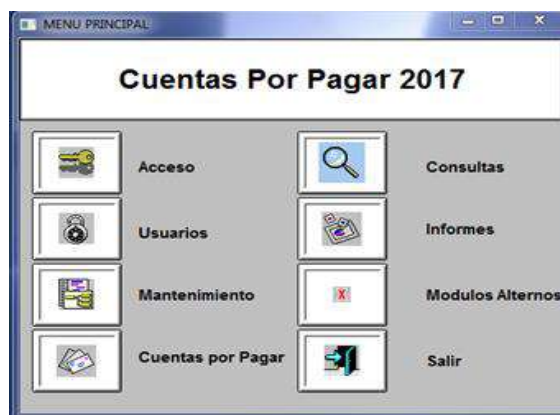 MENU PRINCIPAL
Cuentas Por Pagar 2017
Acceso
Consultas
Usuarios
Informes
Mantenimiento
X
Modulos Alternos
Cuentas por Pagar
Salir